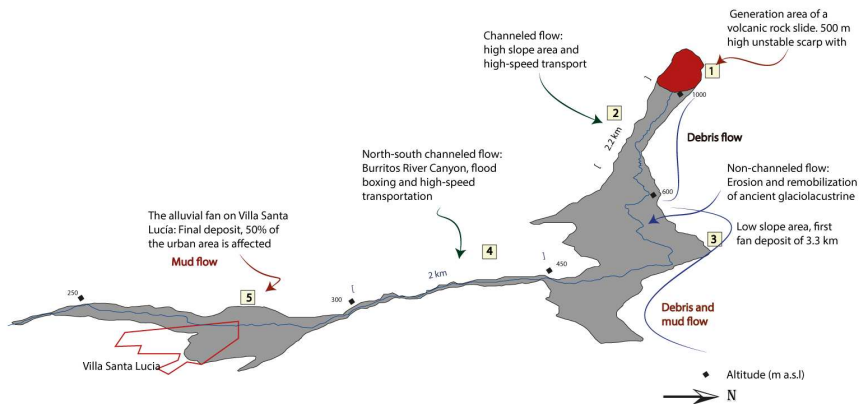 Generation area of a
volcanic rock slide. 500 m
high unstable scarp with
1
1000
Channeled flow:
high slope area and
high-speed transport
2
2.2 km
Debris flow
North-south channeled flow:
Burritos River Canyon, flood
boxing and high-speed
transportation
Non-channeled flow:
Erosion and remobilization
of ancient glaciolacustrine
600
The alluvial fan on Villa Santa
Lucía: Final deposit, 50% of
the urban area is affected
Mud flow
Low slope area, first
fan deposit of 3.3 km
3
4
450
2 km
250
5
300
Debris and
mud flow
Villa Santa Lucia
Altitude (m a.s.l)
N